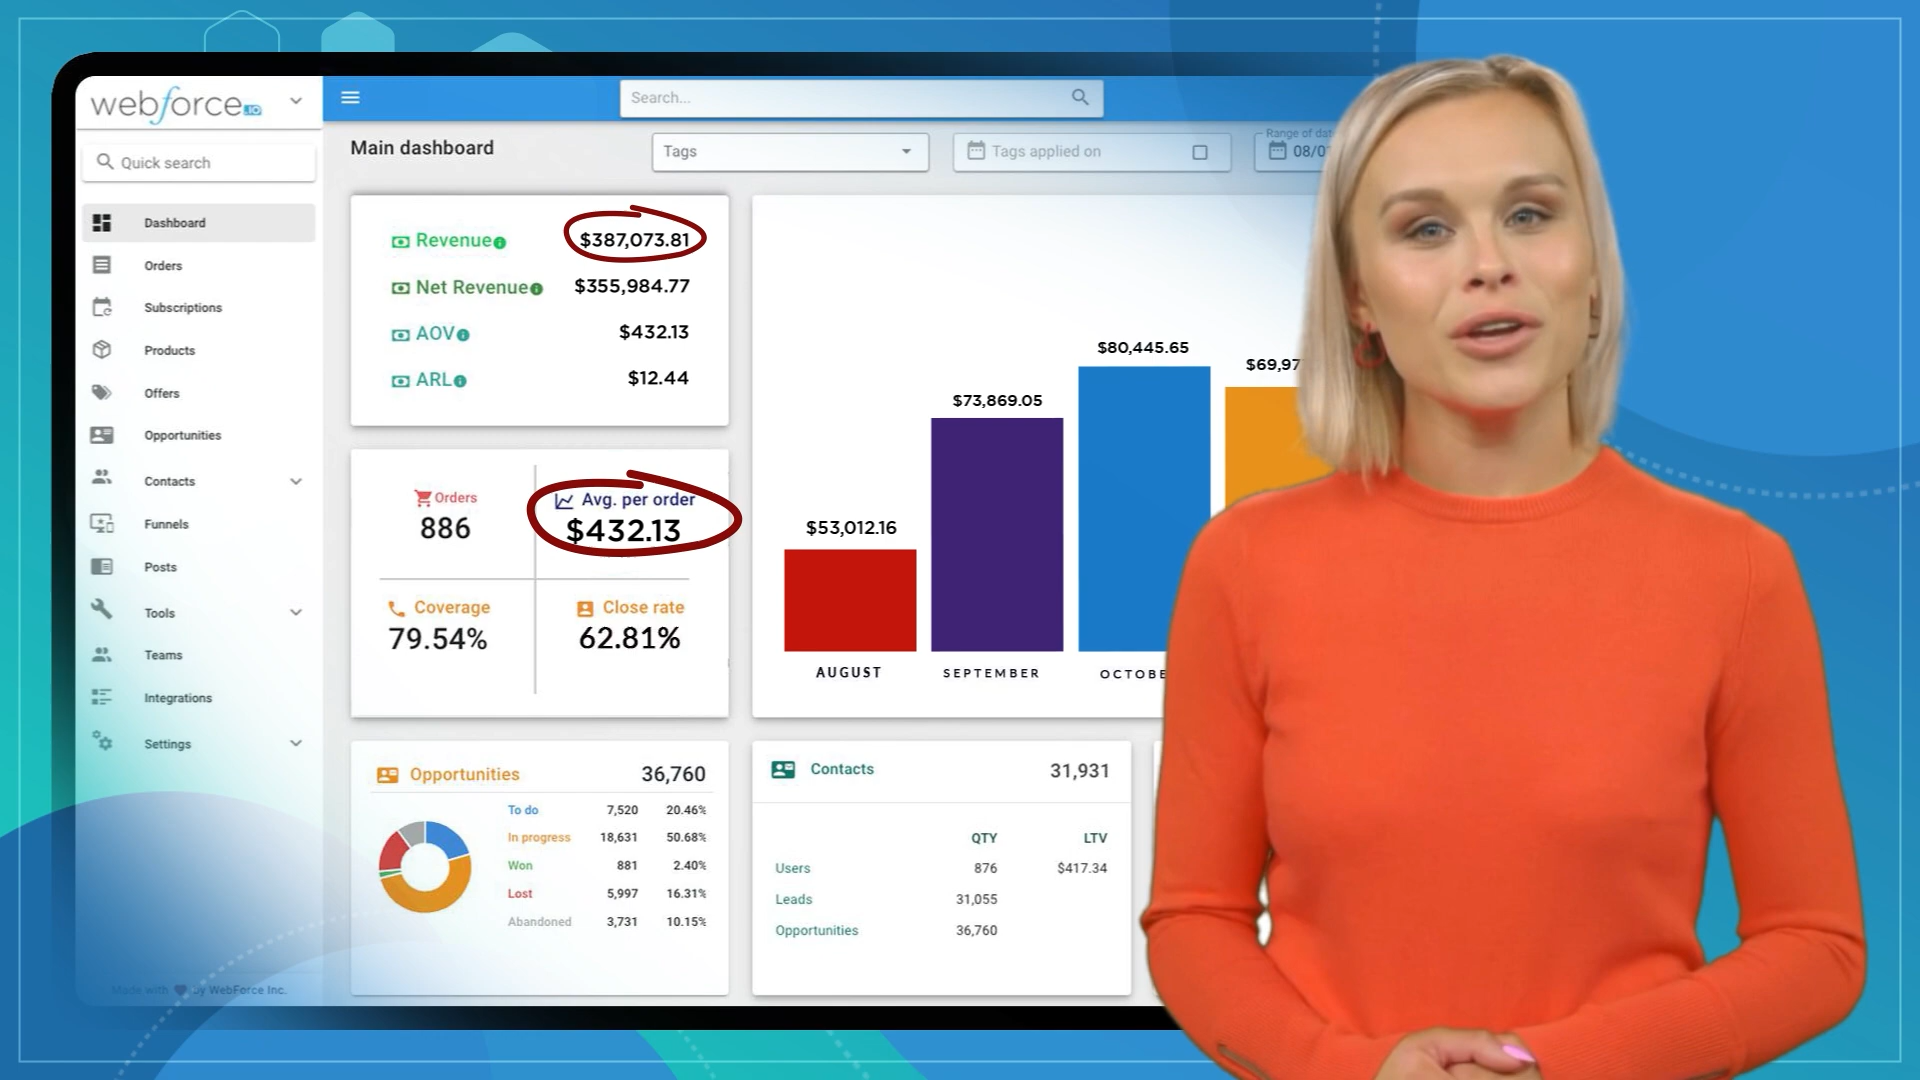 webforce.IO
Search...
Main dashboard
Tags
Tags applied on
Range of dat
08/0
Quick search
Dashboard
Orders
Subscriptions
Products
Offers
Opportunities
Contacts
Funnels
Posts
Tools
Teams
Integrations
Settings
Made with by WebForce Inc.
Revenue $387,073.81
Net Revenue $355,984.77
AOV $432.13
ARL $12.44
Orders
886
Avg. per order
$432.13
Coverage
79.54%
Close rate
62.81%
$53,012.16
$73,869.05
$80,445.65
$69,97
AUGUST
SEPTEMBER
OCTOBE
Opportunities 36,760
To do 7,520 20.46%
In progress 18,631 50.68%
Won 881 2.40%
Lost 5,997 16.31%
Abandoned 3,731 10.15%
Contacts 31,931
QTY LTV
Users 876 $417.34
Leads 31,055
Opportunities 36,760